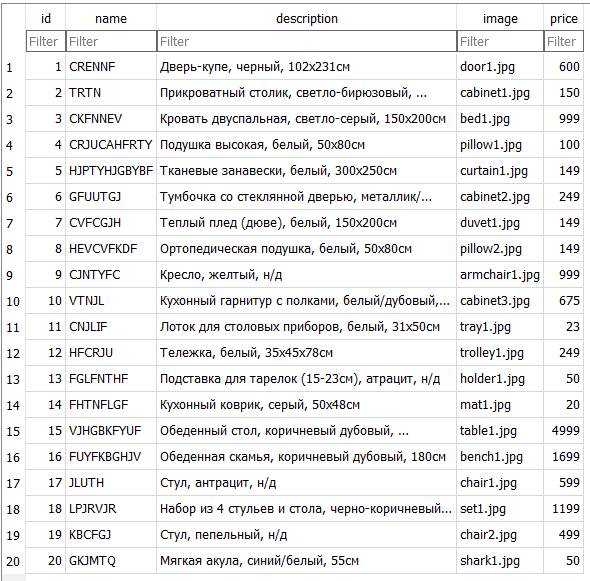 id name description image price
Filter Filter Filter Filter Filter
1 1 CRENNF Дверь-купе, черный, 102x231см door1.jpg 600
2 2 TRTN Прикроватный столик, светло-бирюзовый, ... cabinet1.jpg 150
3 3 CKFNNEV Кровать двуспальная, светло-серый, 150x200см bed1.jpg 999
4 4 CRJUCAHFRTY Подушка высокая, белый, 50x80см pillow1.jpg 100
5 5 HJPTYHJGBYBF Тканевые занавески, белый, 300x250см curtain1.jpg 149
6 6 GFUUTGJ Тумбочка со стеклянной дверью, металлик/... cabinet2.jpg 249
7 7 CVFCGJH Теплый плед (дюве), белый, 150x200см duvet1.jpg 149
8 8 HEVCVFKDF Ортопедическая подушка, белый, 50x80см pillow2.jpg 149
9 9 CJNTYFC Кресло, желтый, н/д armchair1.jpg 999
10 10 VTNJL Кухонный гарнитур с полками, белый/дубовый,... cabinet3.jpg 675
11 11 CNJLIF Лоток для столовых приборов, белый, 31x50см tray1.jpg 23
12 12 HFCRJU Тележка, белый, 35x45x78см trolley1.jpg 249
13 13 FGLFNTHF Подставка для тарелок (15-23см), атрацит, н/д holder1.jpg 50
14 14 FHTNFLGF Кухонный коврик, серый, 50x48см mat1.jpg 20
15 15 VJHGBKFYUF Обеденный стол, коричневый дубовый, ... table1.jpg 4999
16 16 FUYFKBGHJV Обеденная скамья, коричневый дубовый, 180см bench1.jpg 1699
17 17 JLUTH Стул, антрацит, н/д chair1.jpg 599
18 18 LPJRVJR Набор из 4 стульев и стола, черно-коричневый... set1.jpg 1199
19 19 KBCFGJ Стул, пепельный, н/д chair2.jpg 499
20 20 GKJMTQ Мягкая акула, синий/белый, 55см shark1.jpg 50